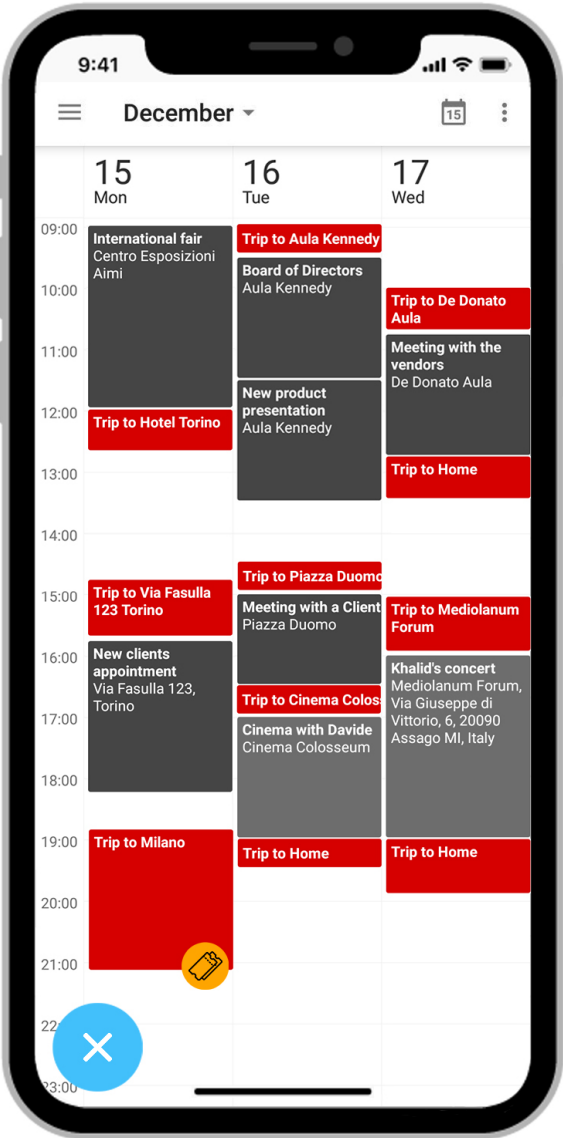 9:41
December
15
15
Mon
16
Tue
17
Wed
09:00
10:00
11:00
12:00
13:00
14:00
15:00
16:00
17:00
18:00
19:00
20:00
21:00
22
23:00
International fair
Centro Esposizioni
Aimi
Trip to Hotel Torino
Trip to Via Fasulla
123 Torino
New clients
appointment
Via Fasulla 123,
Torino
Trip to Milano
Trip to Aula Kennedy
Board of Directors
Aula Kennedy
New product
presentation
Aula Kennedy
Trip to Piazza Duomo
Meeting with a Client
Piazza Duomo
Trip to Cinema Colos
Cinema with Davide
Cinema Colosseum
Trip to Home
Trip to De Donato
Aula
Meeting with the
vendors
De Donato Aula
Trip to Home
Trip to Mediolanum
Forum
Khalid's concert
Mediolanum Forum,
Via Giuseppe di
Vittorio, 6, 20090
Assago MI, Italy
Trip to Home